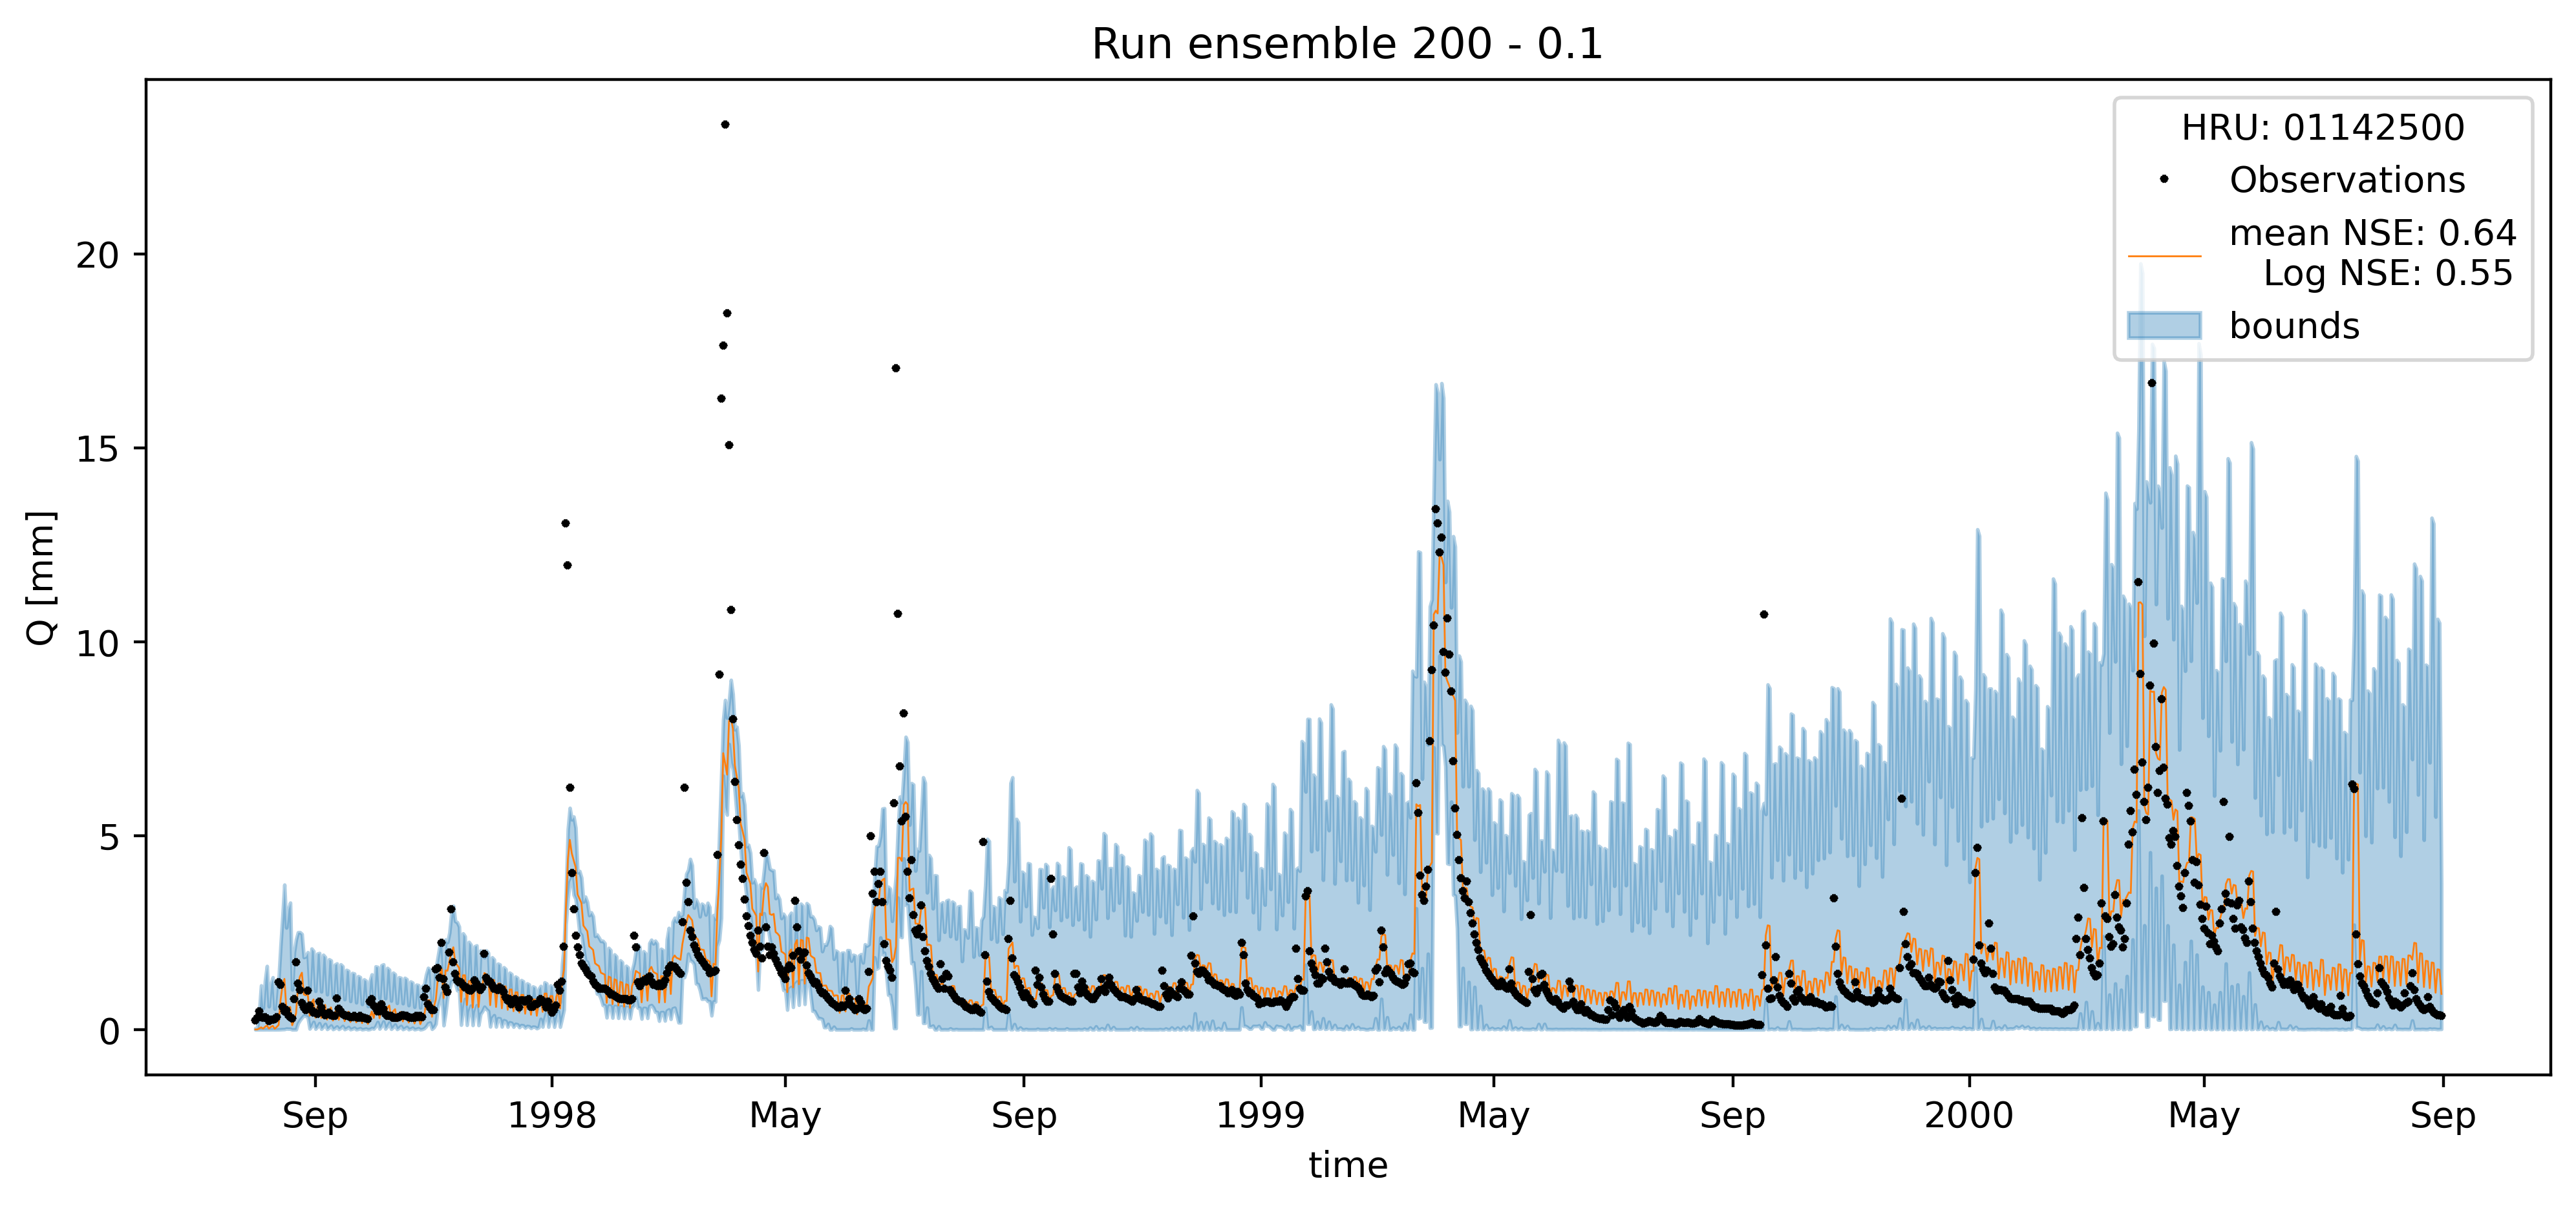 Run ensemble 200 - 0.1
HRU: 01142500
Observations
mean NSE: 0.64
Log NSE: 0.55
bounds
Q [mm]
20
15
10
5
0
Sep
1998
May
Sep
1999
May
Sep
2000
May
Sep
time